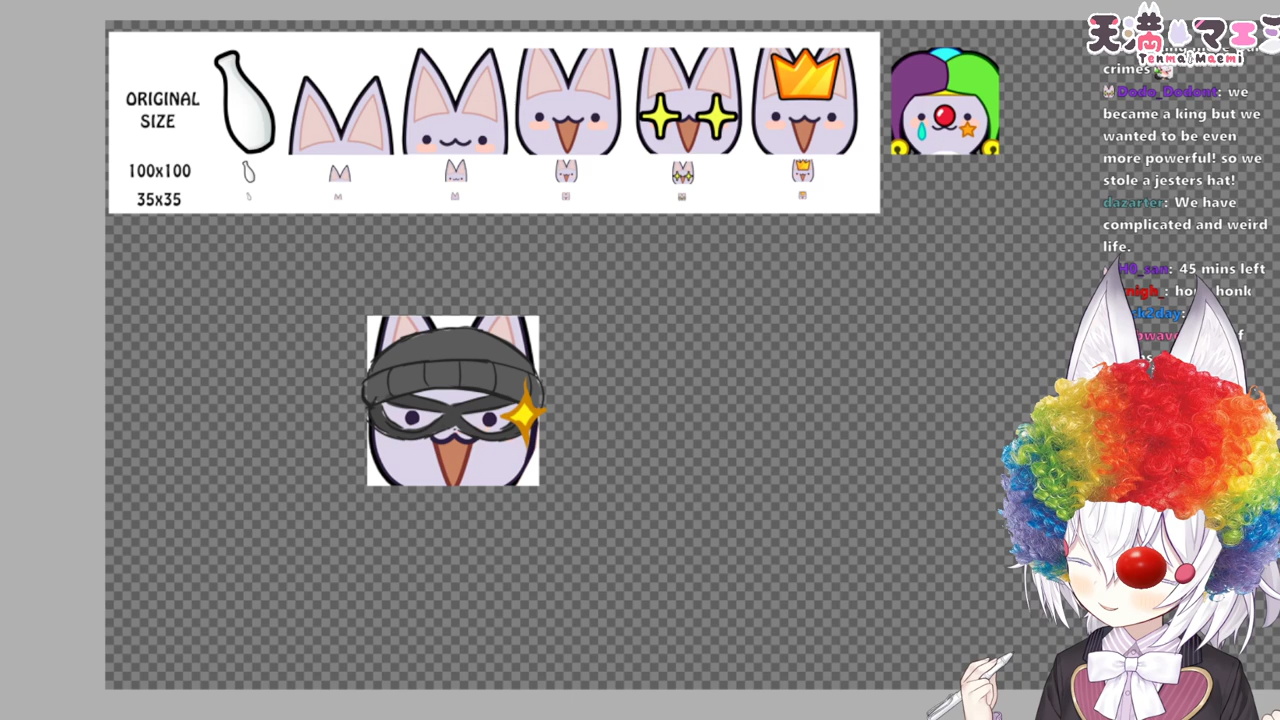 ORIGINAL
SIZE
100x100
35x35
天満 マエミ
Tenma Maemi
crimes
Dodo_Dodont: we
became a king but we
wanted to be even
more powerful! so we
stole a jesters hat!
dazarter: We have
complicated and weird
life.
H0_san: 45 mins left
honk